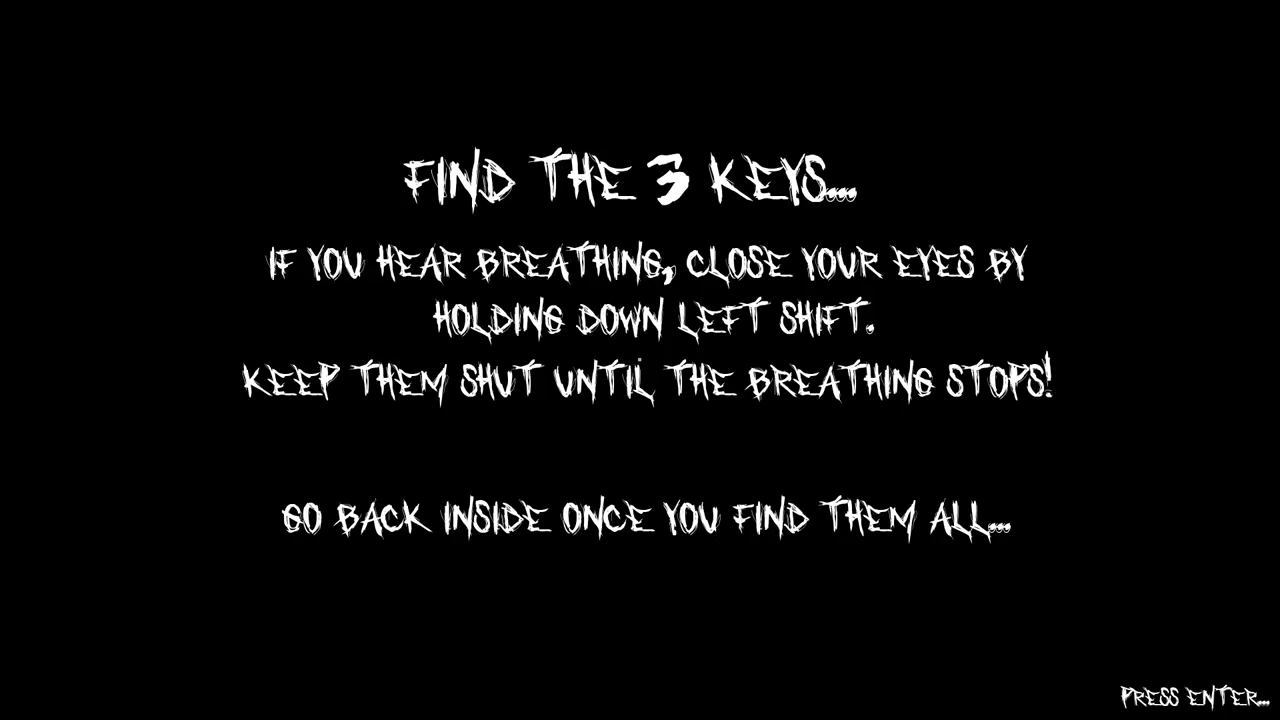 FIND THE 3 KEYS...
IF YOU HEAR BREATHING, CLOSE YOUR EYES BY
HOLDING DOWN LEFT SHIFT.
KEEP THEM SHUT UNTIL THE BREATHING STOPS!
GO BACK INSIDE ONCE YOU FIND THEM ALL...
PRESS ENTER...